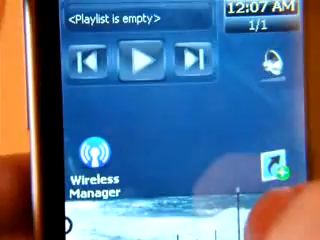 <Playlist is empty>
12:07 AM
1/1
Wireless
Manager